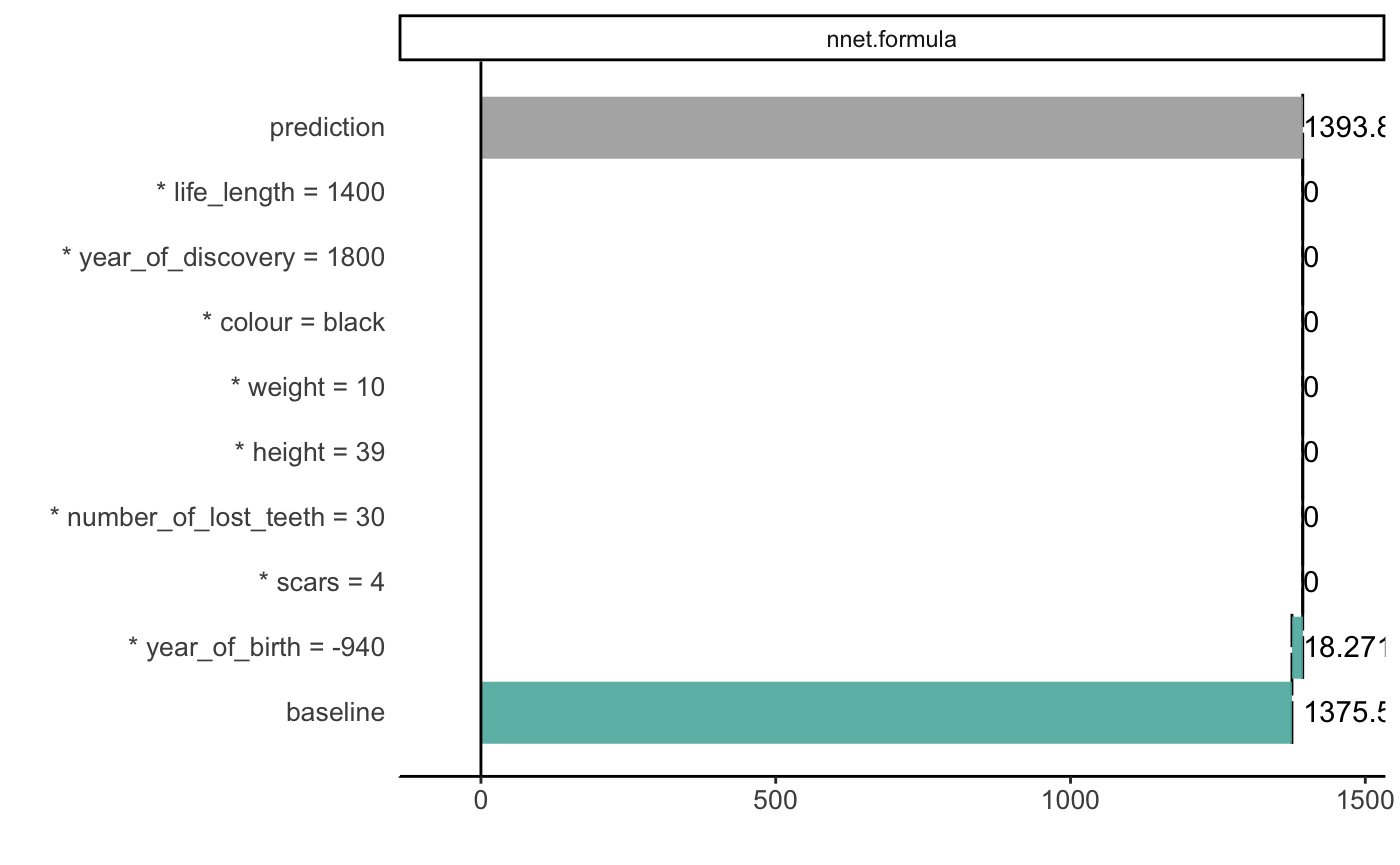 nnet.formula
prediction 1393.8
* life_length = 1400 0
* year_of_discovery = 1800 0
* colour = black 0
* weight = 10 0
* height = 39 0
* number_of_lost_teeth = 30 0
* scars = 4 0
* year_of_birth = -940 18.271
baseline 1375.5
0 500 1000 1500